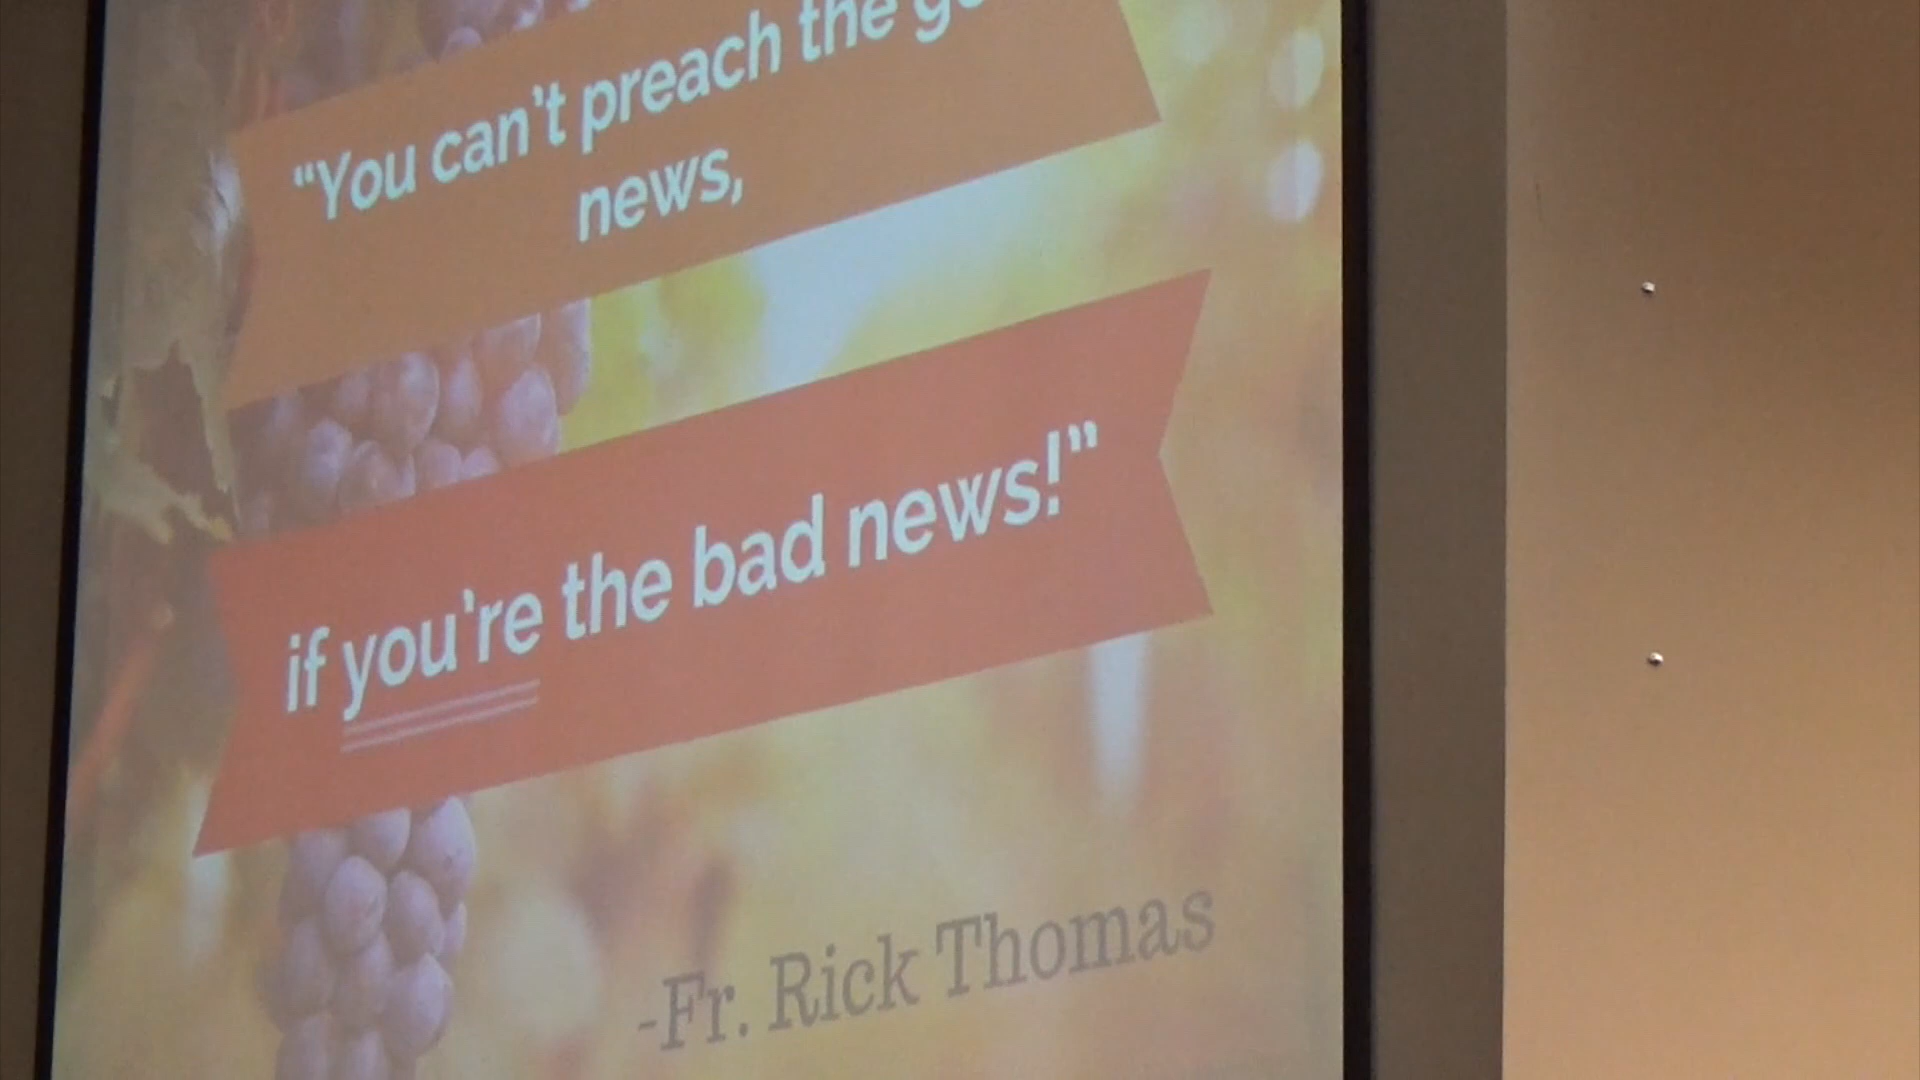 “You can't preach the
news,
if you're the bad news!”
-Fr. Rick Thomas